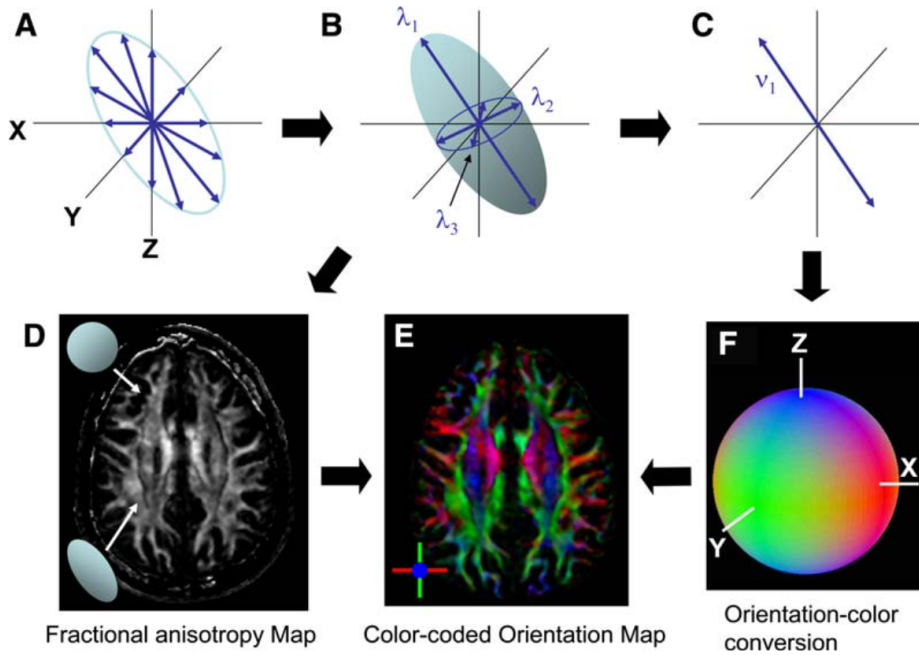 A
B
C
λ1
λ2
λ3
ν1
X
Y
Z
D
E
F
Z
X
Y
Fractional anisotropy Map
Color-coded Orientation Map
Orientation-color
conversion